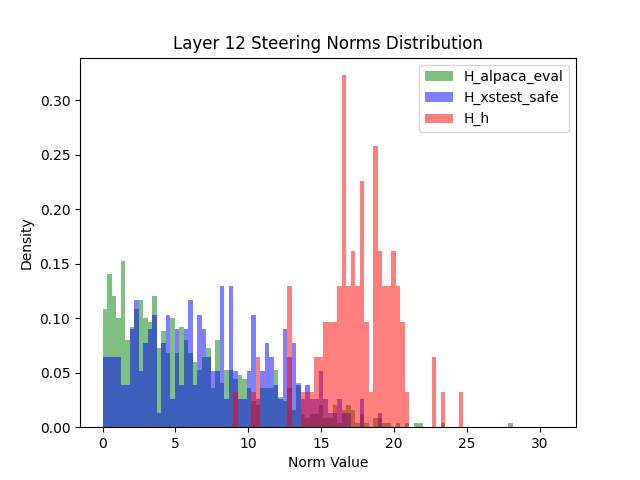 Layer 12 Steering Norms Distribution
H_alpaca_eval
H_xstest_safe
H_h
Density
0.30
0.25
0.20
0.15
0.10
0.05
0.00
0 5 10 15 20 25 30
Norm Value